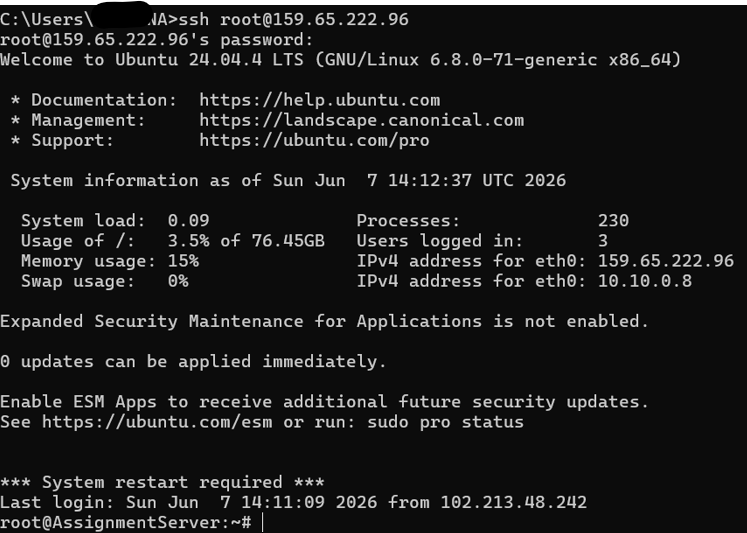 C:\Users\ NA>ssh root@159.65.222.96
root@159.65.222.96's password:
Welcome to Ubuntu 24.04.4 LTS (GNU/Linux 6.8.0-71-generic x86_64)
* Documentation: https://help.ubuntu.com
* Management: https://landscape.canonical.com
* Support: https://ubuntu.com/pro
System information as of Sun Jun 7 14:12:37 UTC 2026
System load: 0.09 Processes: 230
Usage of /: 3.5% of 76.45GB Users logged in: 3
Memory usage: 15% IPv4 address for eth0: 159.65.222.96
Swap usage: 0% IPv4 address for eth0: 10.10.0.8
Expanded Security Maintenance for Applications is not enabled.
0 updates can be applied immediately.
Enable ESM Apps to receive additional future security updates.
See https://ubuntu.com/esm or run: sudo pro status
*** System restart required ***
Last login: Sun Jun 7 14:11:09 2026 from 102.213.48.242
root@AssignmentServer:~#